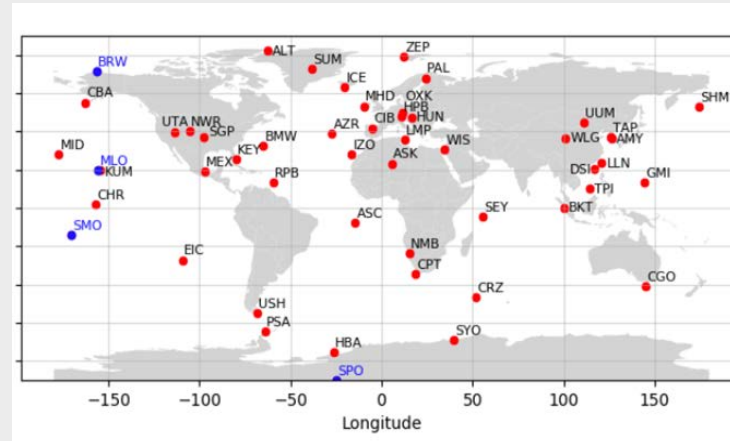 ZEP
ALT
SUM
PAL
BRW
ICE
CBA
MHD
OXK
SHM
HPB
UTA
NWR
CIB
HUN
UUM
SGP
AZR
TAP
BMW
LMP
WIS
WLG
AMY
MID
KEY
IZO
MLO
MEX
ASK
DSI
LLN
KUM
RPB
GMI
TPI
CHR
ASC
SEY
BKT
SMO
EIC
NMB
CPT
CGO
CRZ
USH
PSA
SYO
HBA
SPO
−150
−100
−50
0
50
100
150
Longitude